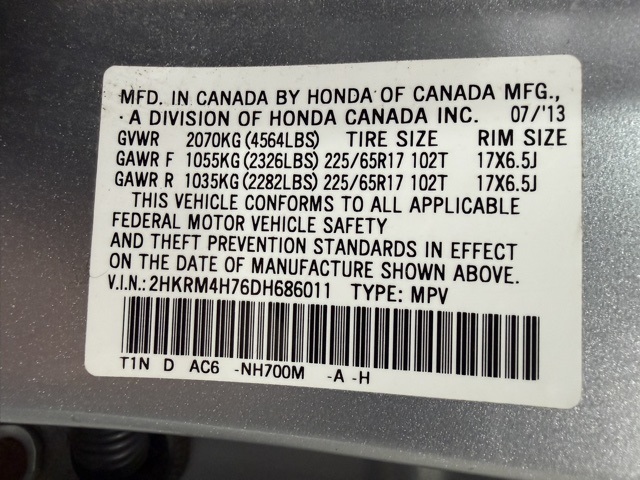 MFD. IN CANADA BY HONDA OF CANADA MFG.,
· A DIVISION OF HONDA CANADA INC. 07/'13
GVWR 2070KG (4564LBS) TIRE SIZE RIM SIZE
GAWR F 1055KG (2326LBS) 225/65R17 102T 17X6.5J
GAWR R 1035KG (2282LBS) 225/65R17 102T 17X6.5J
THIS VEHICLE CONFORMS TO ALL APPLICABLE
FEDERAL MOTOR VEHICLE SAFETY
AND THEFT PREVENTION STANDARDS IN EFFECT
ON THE DATE OF MANUFACTURE SHOWN ABOVE.
V.I.N.: 2HKRM4H76DH686011 TYPE: MPV
T1N D AC6 -NH700M -A -H